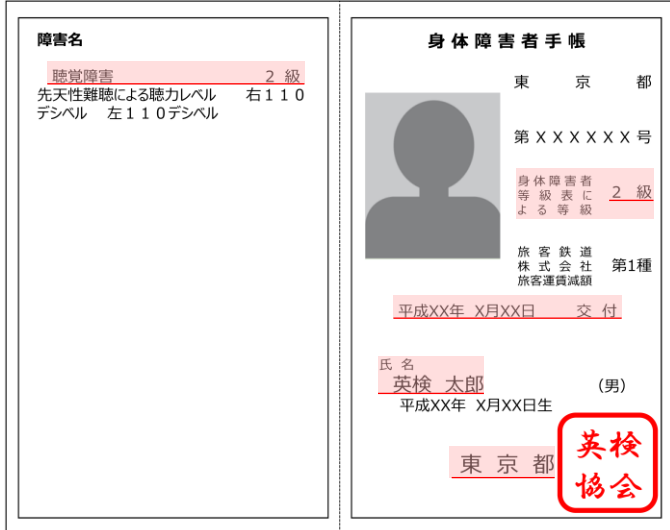 障害名
聴覚障害 2 級
先天性難聴による聴力レベル 右110
デシベル 左110デシベル
身体障害者手帳
東京都
第XXXXXX号
身体障害者
等級表に
よる等級
2 級
旅客鉄道
株式会社
旅客運賃減額
第1種
平成XX年 X月XX日 交付
氏名
英検 太郎
(男)
平成XX年 X月XX日生
東京都
英検
協会